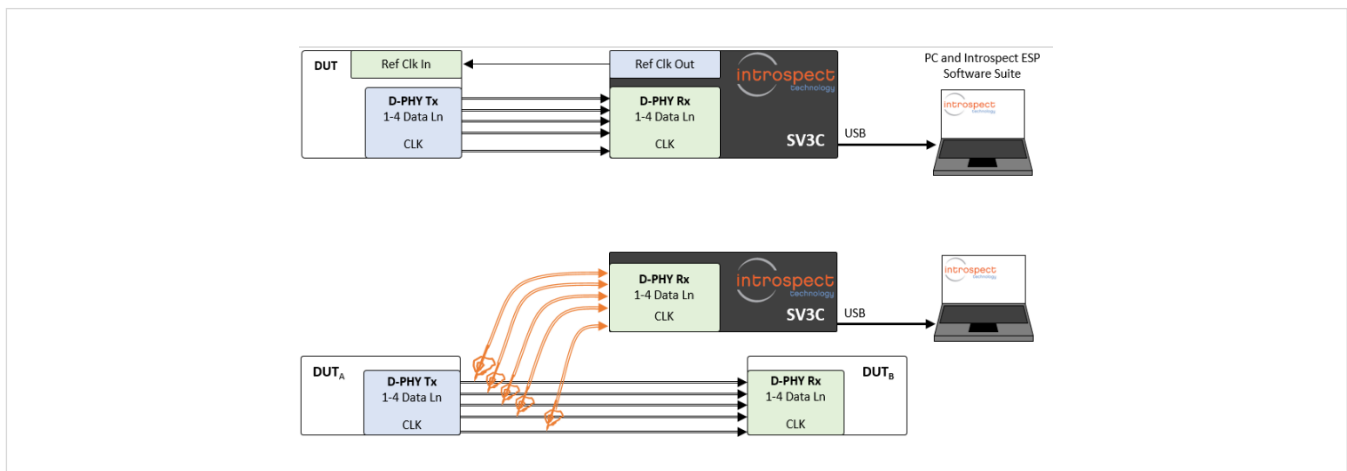 DUT
Ref Clk In
Ref Clk Out
introspect
technology
PC and Introspect ESP
Software Suite
D-PHY Tx
1-4 Data Ln
CLK
D-PHY Rx
1-4 Data Ln
CLK
SV3C
USB
introspect
technology
D-PHY Rx
1-4 Data Ln
CLK
introspect
technology
SV3C
USB
introspect
technology
DUTA
D-PHY Tx
1-4 Data Ln
CLK
D-PHY Rx
1-4 Data Ln
CLK
DUTB